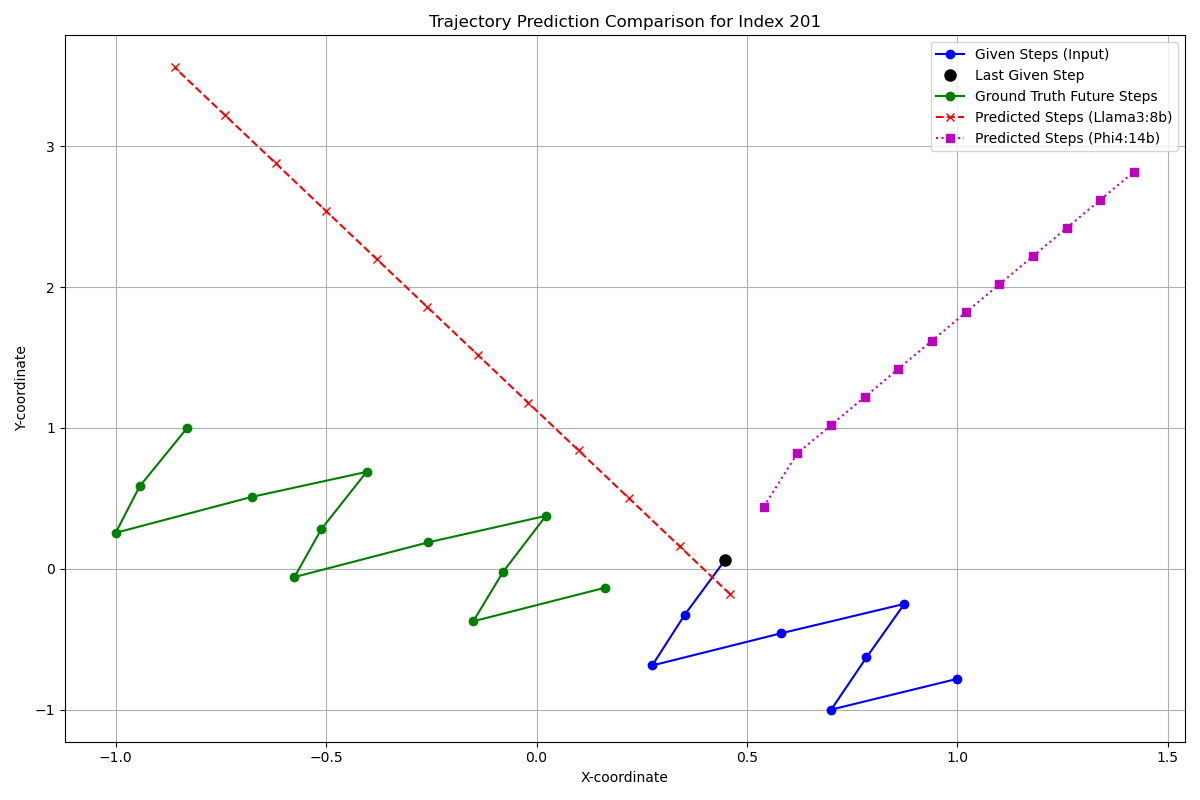 Trajectory Prediction Comparison for Index 201
Given Steps (Input)
Last Given Step
Ground Truth Future Steps
Predicted Steps (Llama3:8b)
Predicted Steps (Phi4:14b)
Y-coordinate
3
2
1
0
−1
−1.0
−0.5
0.0
0.5
1.0
1.5
X-coordinate